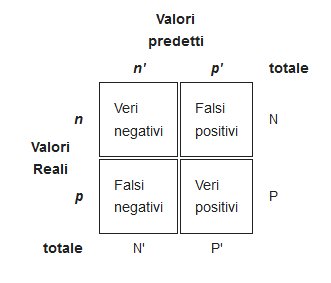 Valori
predetti
n' p' totale
n Veri negativi Falsi positivi N
Valori
Reali
p Falsi negativi Veri positivi P
totale N' P'